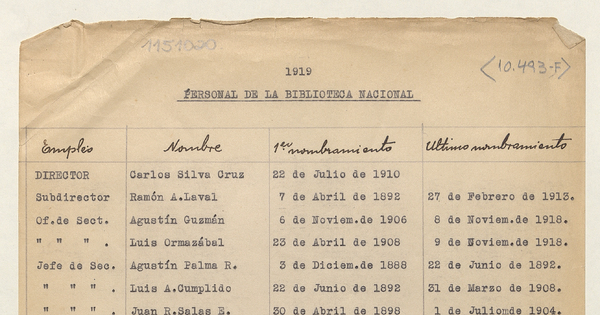 1151020
<10.493-F>
1919
PERSONAL DE LA BIBLIOTECA NACIONAL
Empleo Nombre 1er nombramiento Ultimo nombramiento
DIRECTOR Carlos Silva Cruz 22 de Julio de 1910
Subdirector Ramón A.Laval 7 de Abril de 1892 27 de Febrero de 1913.
Of.de Sect. Agustín Guzmán 6 de Noviem.de 1906 8 de Noviem.de 1918.
" " " . Luis Ormazábal 23 de Abril de 1908 9 de Noviem.de 1918.
Jefe de Sec. Agustín Palma R. 3 de Diciem.de 1888 22 de Junio de 1892.
" " " . Luis A.Cumplido 22 de Junio de 1892 31 de Marzo de 1908.
" " " . Juan R.Salas E. 30 de Abril de 1898 1 de Juliomde 1904.